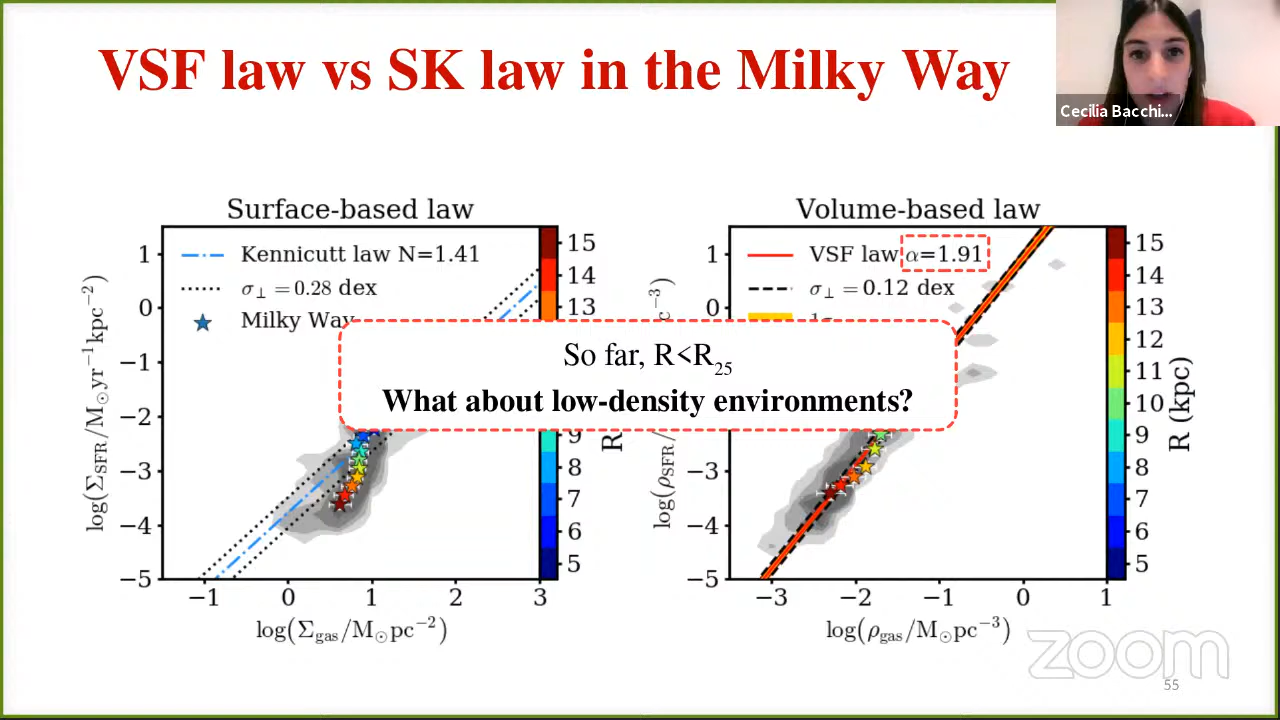 VSF law vs SK law in the Milky Way
Cecilia Bacchi...
Surface-based law
Kennicutt law N=1.41
σ⊥ = 0.28 dex
Milky Way
log(Σ_SFR/M⊙yr⁻¹kpc⁻²)
1
0
−1
−2
−3
−4
−5
−1
0
1
2
3
log(Σ_gas/M⊙pc⁻²)
15
14
13
9
8
7
6
5
R
So far, R<R₂₅
What about low-density environments?
Volume-based law
VSF law α=1.91
σ⊥ = 0.12 dex
1
0
−3
−4
−5
−3
−2
−1
0
1
log(ρ_gas/M⊙pc⁻³)
15
14
13
12
11
10
9
8
7
6
5
R (kpc)
zoom
55